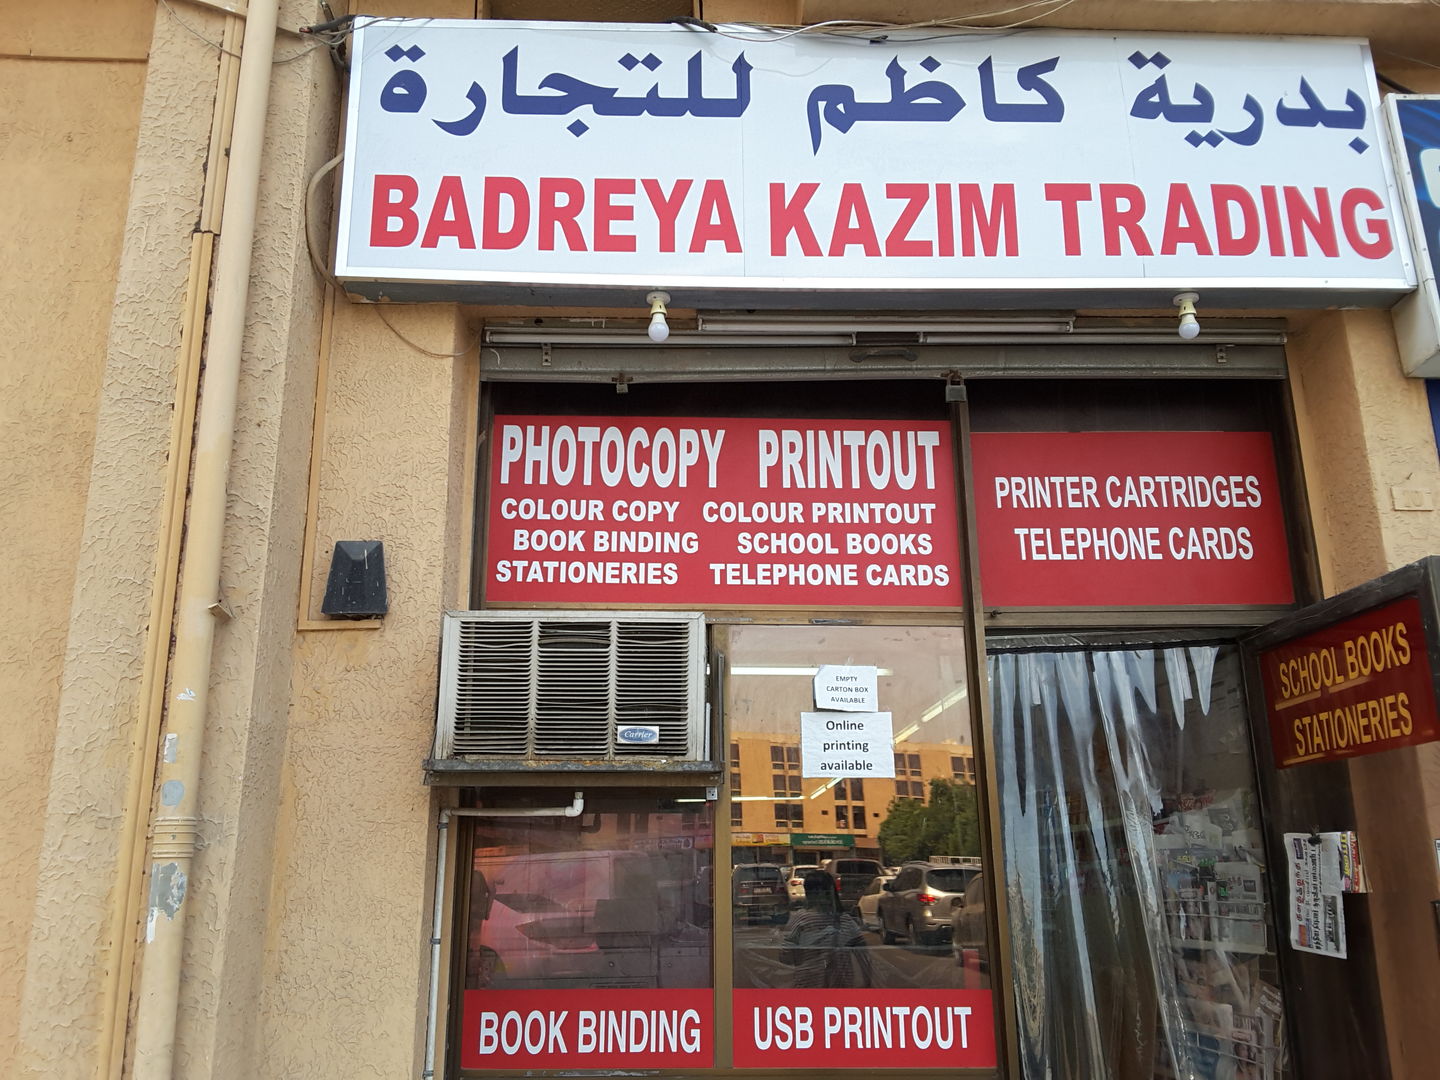 بدرية كاظم للتجارة
BADREYA KAZIM TRADING
PHOTOCOPY PRINTOUT
COLOUR COPY COLOUR PRINTOUT
BOOK BINDING SCHOOL BOOKS
STATIONERIES TELEPHONE CARDS
PRINTER CARTRIDGES
TELEPHONE CARDS
SCHOOL BOOKS
STATIONERIES
Carrier
EMPTY
CARTON BOX
AVAILABLE
Online
printing
available
BOOK BINDING
USB PRINTOUT